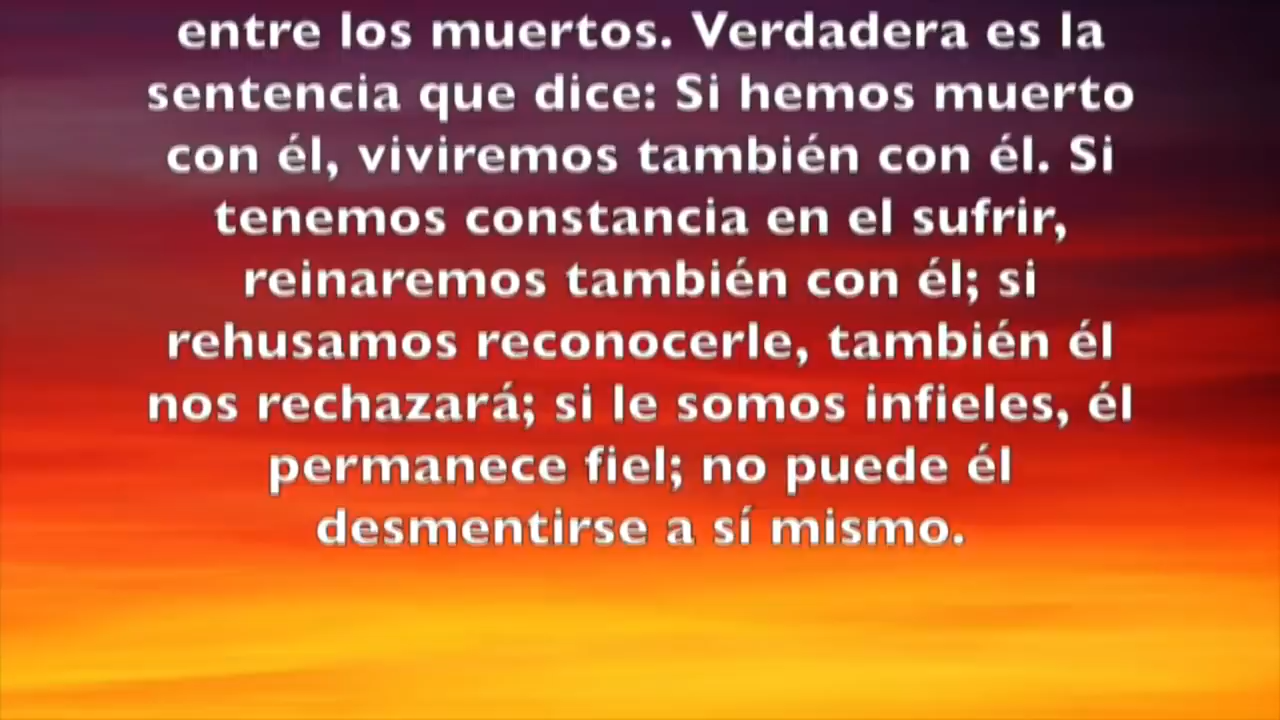 entre los muertos. Verdadera es la
sentencia que dice: Si hemos muerto
con él, viviremos también con él. Si
tenemos constancia en el sufrir,
reinaremos también con él; si
rehusamos reconocerle, también él
nos rechazará; si le somos infieles, él
permanece fiel; no puede él
desmentirse a sí mismo.